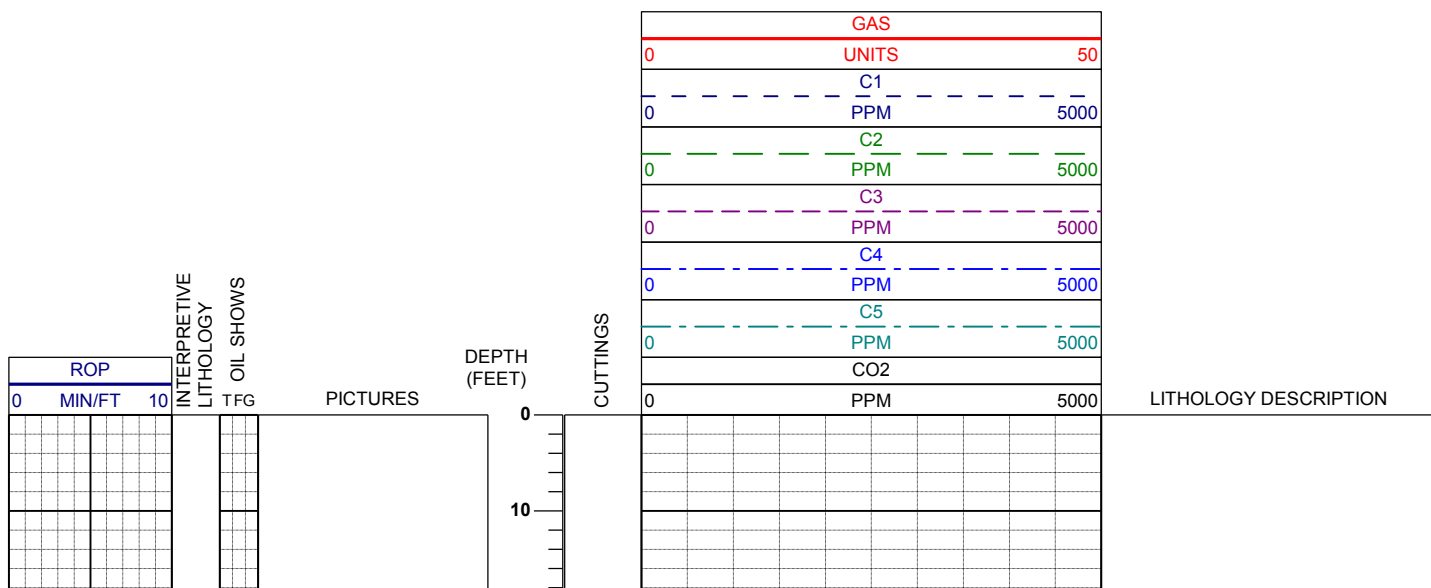 GAS
0 UNITS 50
C1
0 PPM 5000
C2
0 PPM 5000
C3
0 PPM 5000
C4
0 PPM 5000
C5
0 PPM 5000
CO2
0 PPM 5000
ROP
0 MIN/FT 10
INTERPRETIVE
LITHOLOGY
OIL SHOWS
TFG
PICTURES
DEPTH
(FEET)
CUTTINGS
LITHOLOGY DESCRIPTION
0
10